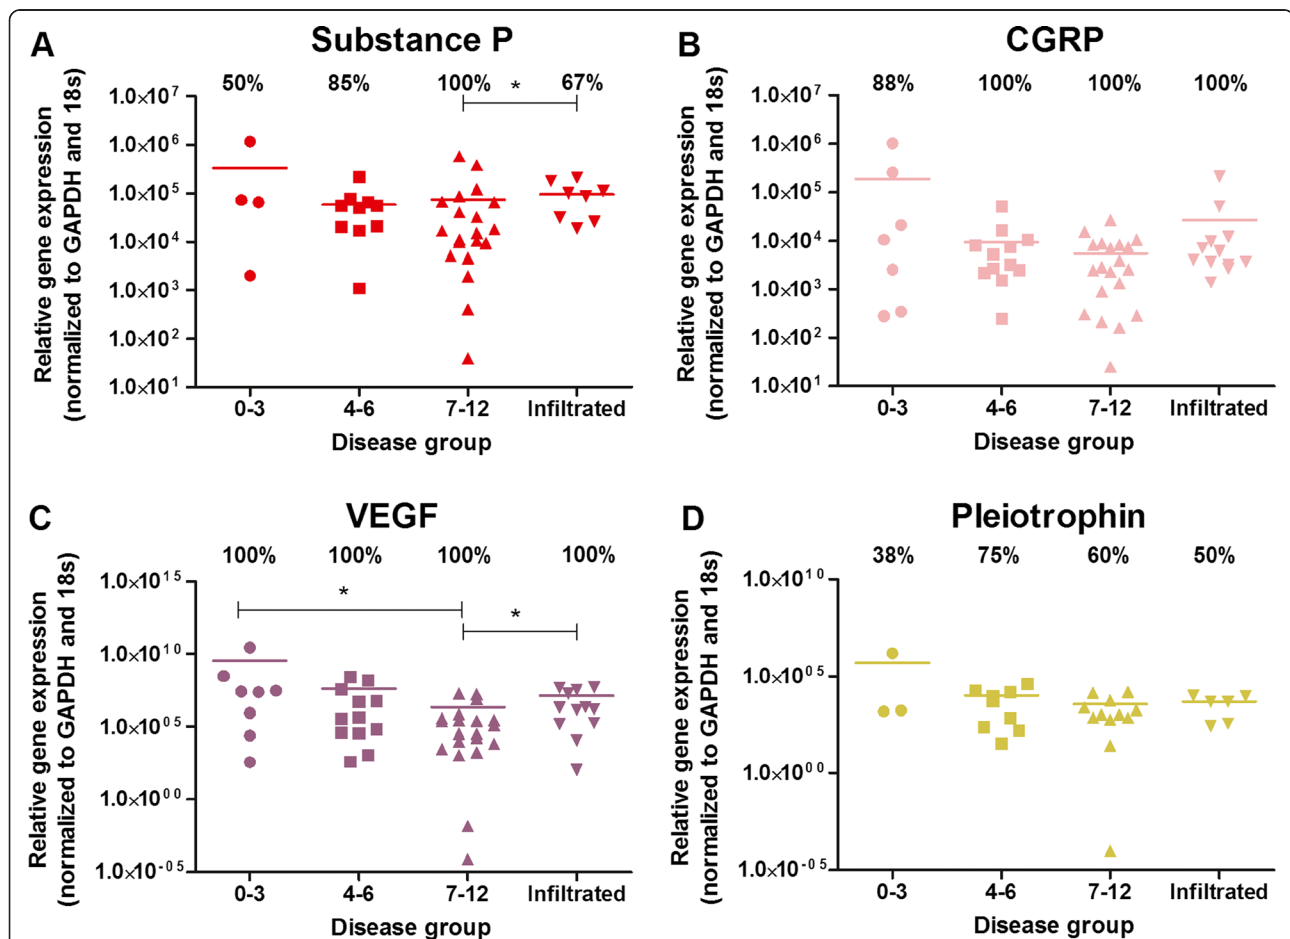 A
Substance P
50% 85% 100% * 67%
Relative gene expression
(normalized to GAPDH and 18s)
1.0×10⁷
1.0×10⁶
1.0×10⁵
1.0×10⁴
1.0×10³
1.0×10²
1.0×10¹
0-3 4-6 7-12 Infiltrated
Disease group
B
CGRP
88% 100% 100% 100%
Relative gene expression
(normalized to GAPDH and 18s)
1.0×10⁷
1.0×10⁶
1.0×10⁵
1.0×10⁴
1.0×10³
1.0×10²
1.0×10¹
0-3 4-6 7-12 Infiltrated
Disease group
C
VEGF
100% 100% 100% 100%
* *
Relative gene expression
(normalized to GAPDH and 18s)
1.0×10¹⁵
1.0×10¹⁰
1.0×10⁰⁵
1.0×10⁰⁰
1.0×10⁻⁰⁵
0-3 4-6 7-12 Infiltrated
Disease group
D
Pleiotrophin
38% 75% 60% 50%
Relative gene expression
(normalized to GAPDH and 18s)
1.0×10¹⁰
1.0×10⁰⁵
1.0×10⁰⁰
1.0×10⁻⁰⁵
0-3 4-6 7-12 Infiltrated
Disease group